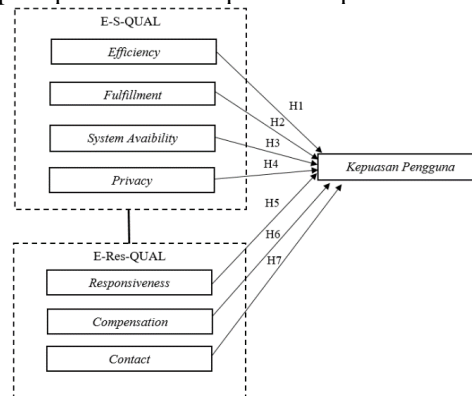 E-S-QUAL
Efficiency
Fulfillment
System Avaibility
Privacy
H1
H2
H3
H4
Kepuasan Pengguna
H5
H6
H7
E-Res-QUAL
Responsiveness
Compensation
Contact